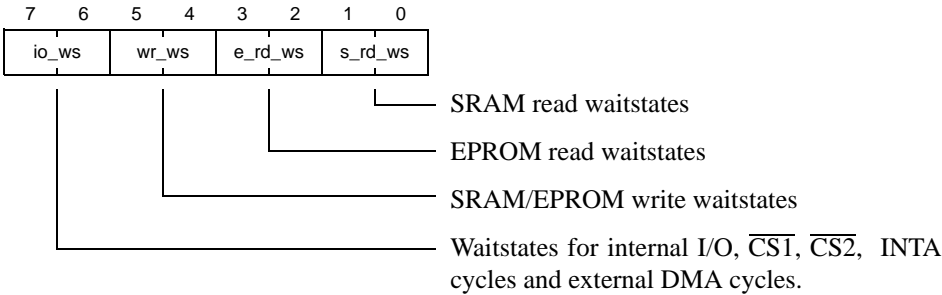 7 6 5 4 3 2 1 0
io_ws wr_ws e_rd_ws s_rd_ws
SRAM read waitstates
EPROM read waitstates
SRAM/EPROM write waitstates
Waitstates for internal I/O, CS1, CS2, INTA
cycles and external DMA cycles.